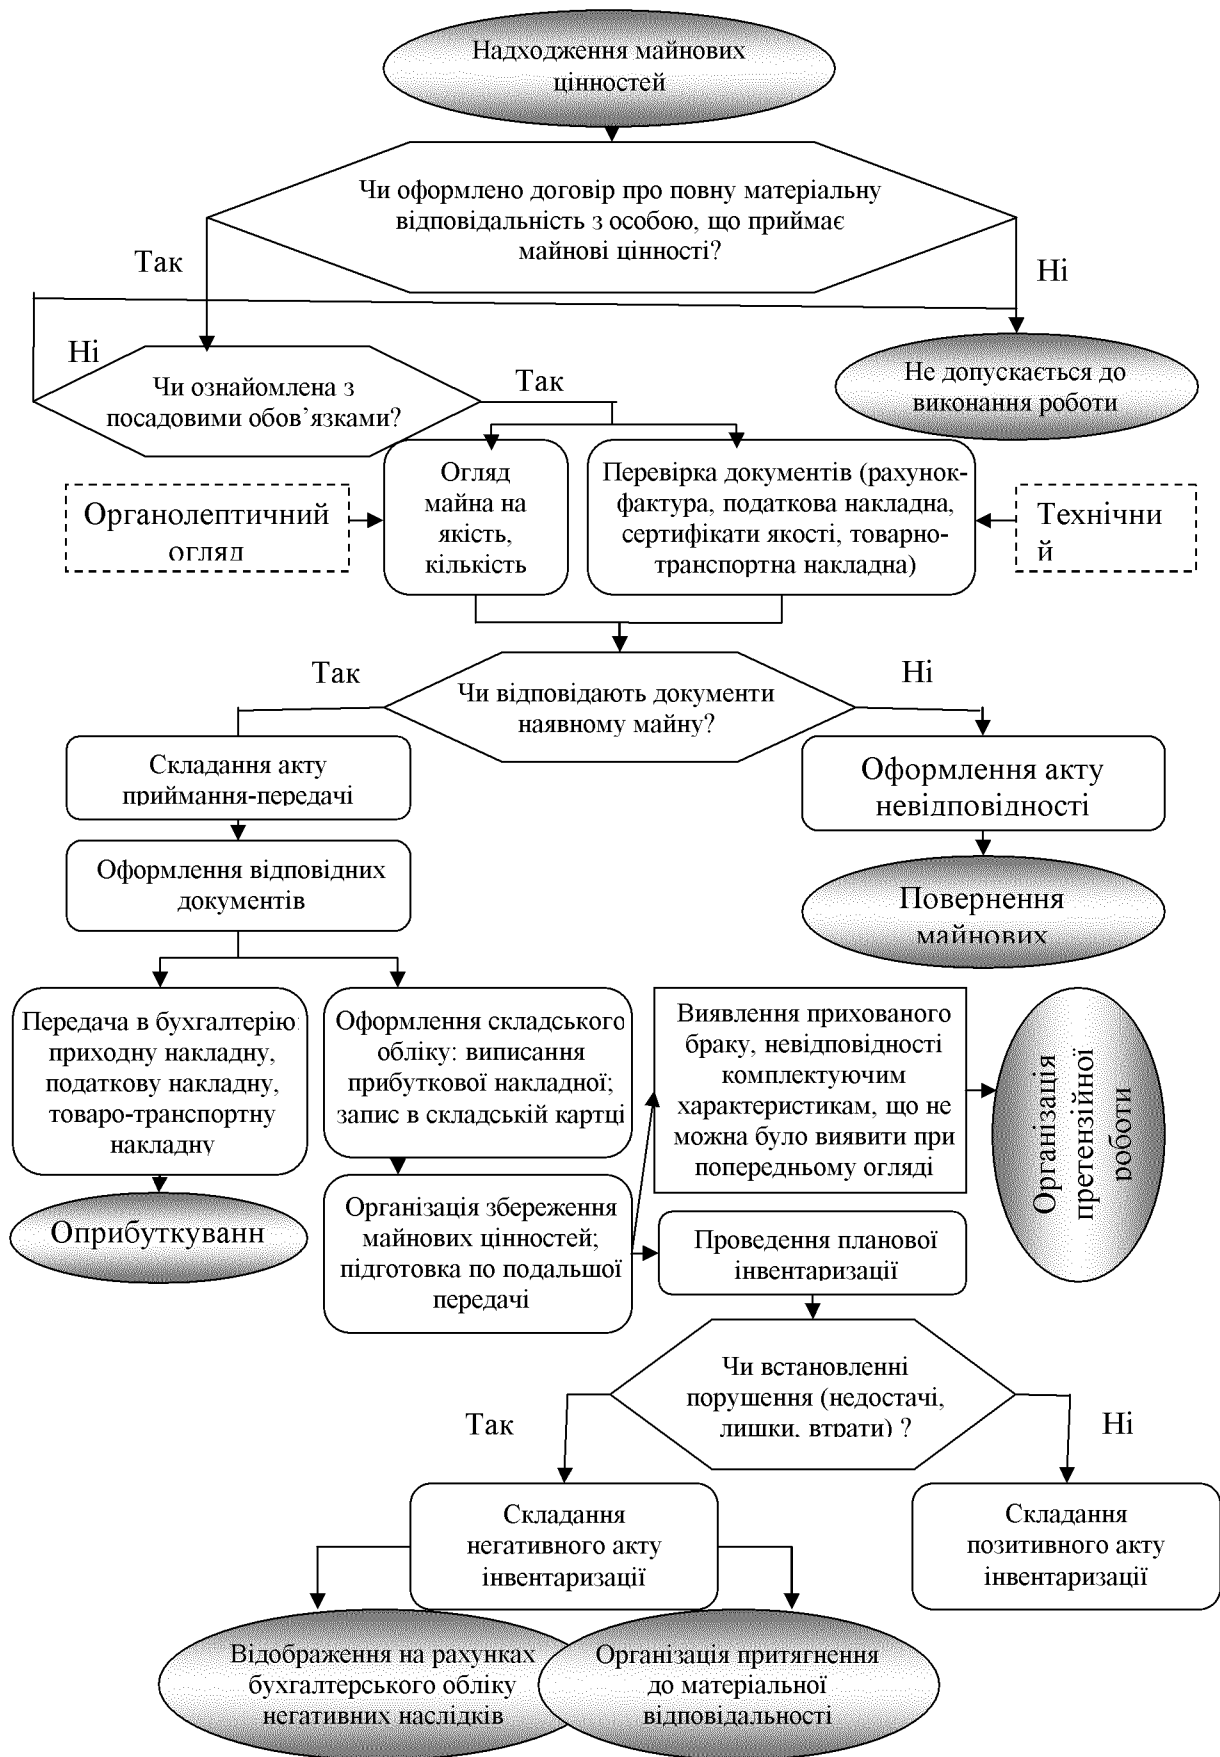 Надходження майнових
цінностей
Чи оформлено договір про повну матеріальну
відповідальність з особою, що приймає
майнові цінності?
Так
Ні
Ні
Чи ознайомлена з
посадовими обов’язками?
Так
Не допускається до
виконання роботи
Органолептичний
огляд
Огляд
майна на
якість,
кількість
Перевірка документів (рахунок-
фактура, податкова накладна,
сертифікати якості, товарно-
транспортна накладна)
Технічни
й
Так
Чи відповідають документи
наявному майну?
Ні
Складання акту
приймання-передачі
Оформлення акту
невідповідності
Оформлення відповідних
документів
Повернення
майнових
Передача в бухгалтерію:
приходну накладну,
податкову накладну,
товаро-транспортну
накладну
Оформлення складського
обліку: виписання
прибуткової накладної;
запис в складській картці
Виявлення прихованого
браку, невідповідності
комплектуючим
характеристикам, що не
можна було виявити при
попередньому огляді
Організація
претензійної
роботи
Оприбуткуванн
Організація збереження
майнових цінностей;
підготовка по подальшої
передачі
Проведення планової
інвентаризації
Чи встановленні
порушення (недостачі,
лишки, втрати) ?
Так
Ні
Складання
негативного акту
інвентаризації
Складання
позитивного акту
інвентаризації
Відображення на рахунках
бухгалтерського обліку
негативних наслідків
Організація притягнення
до матеріальної
відповідальності